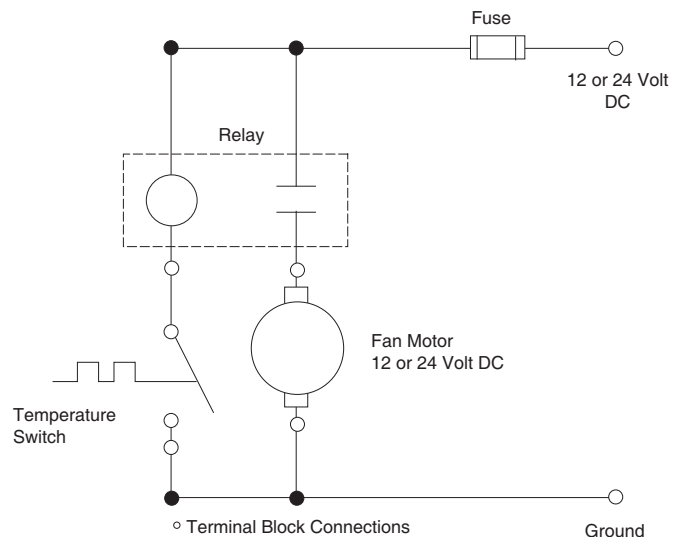 Fuse
12 or 24 Volt
DC
Relay
Fan Motor
12 or 24 Volt DC
Temperature
Switch
Terminal Block Connections
Ground